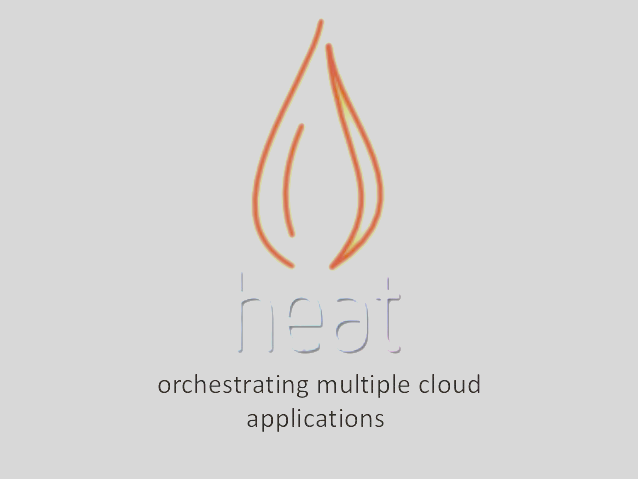 heat
orchestrating multiple cloud
applications